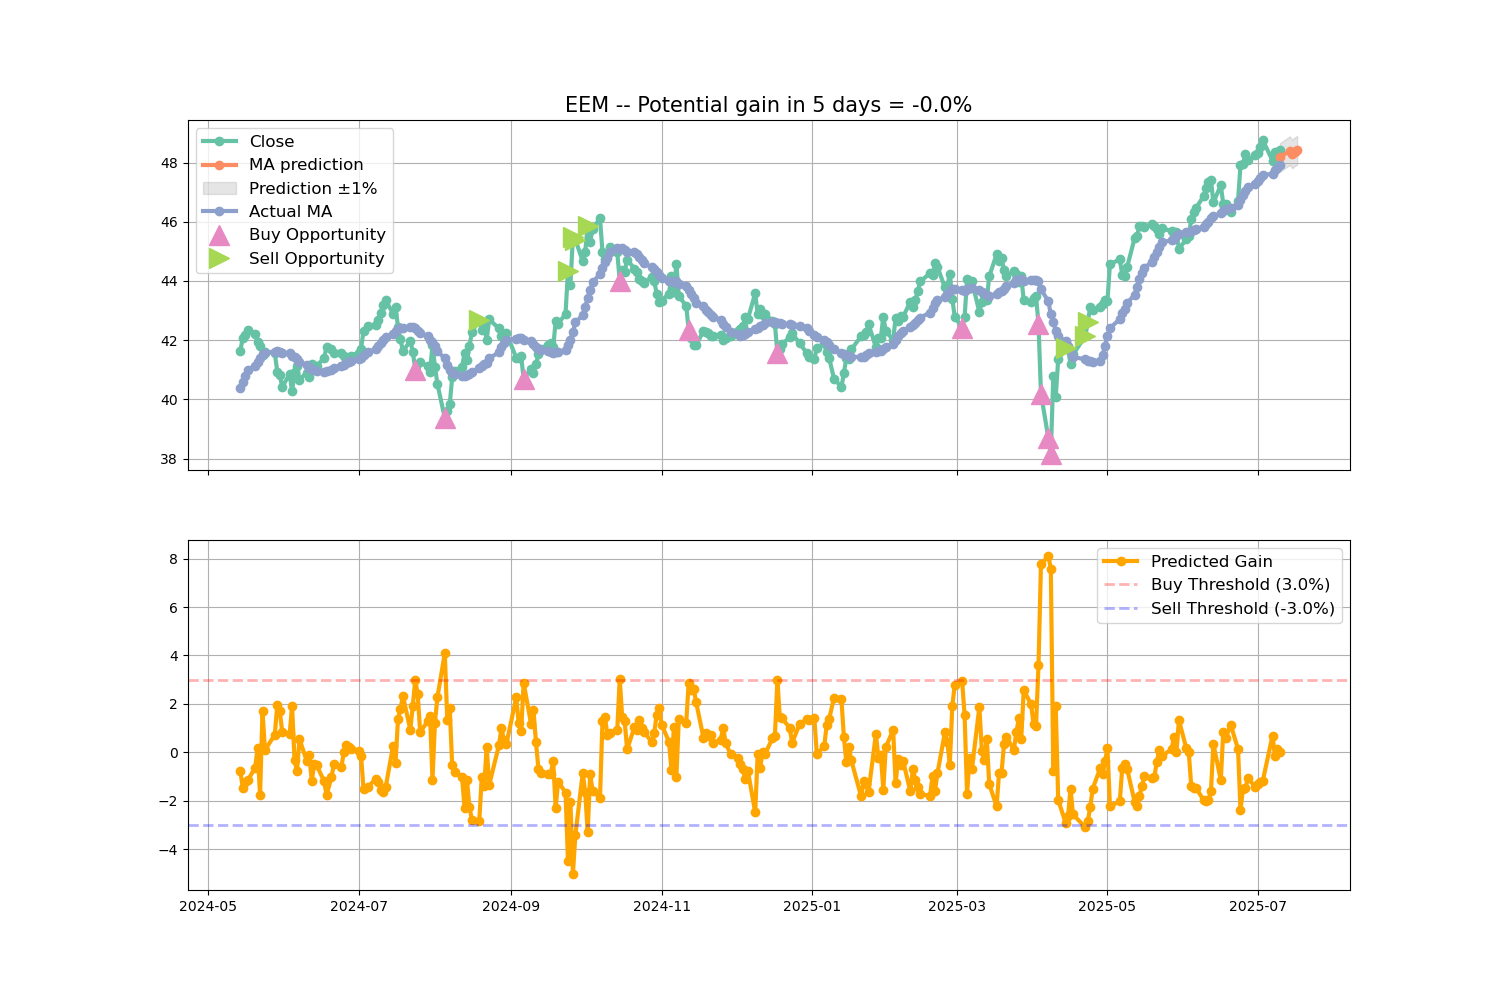 EEM -- Potential gain in 5 days = -0.0%
Close
MA prediction
Prediction ±1%
Actual MA
Buy Opportunity
Sell Opportunity
48
46
44
42
40
38
Predicted Gain
Buy Threshold (3.0%)
Sell Threshold (-3.0%)
8
6
4
2
0
−2
−4
2024-05 2024-07 2024-09 2024-11 2025-01 2025-03 2025-05 2025-07